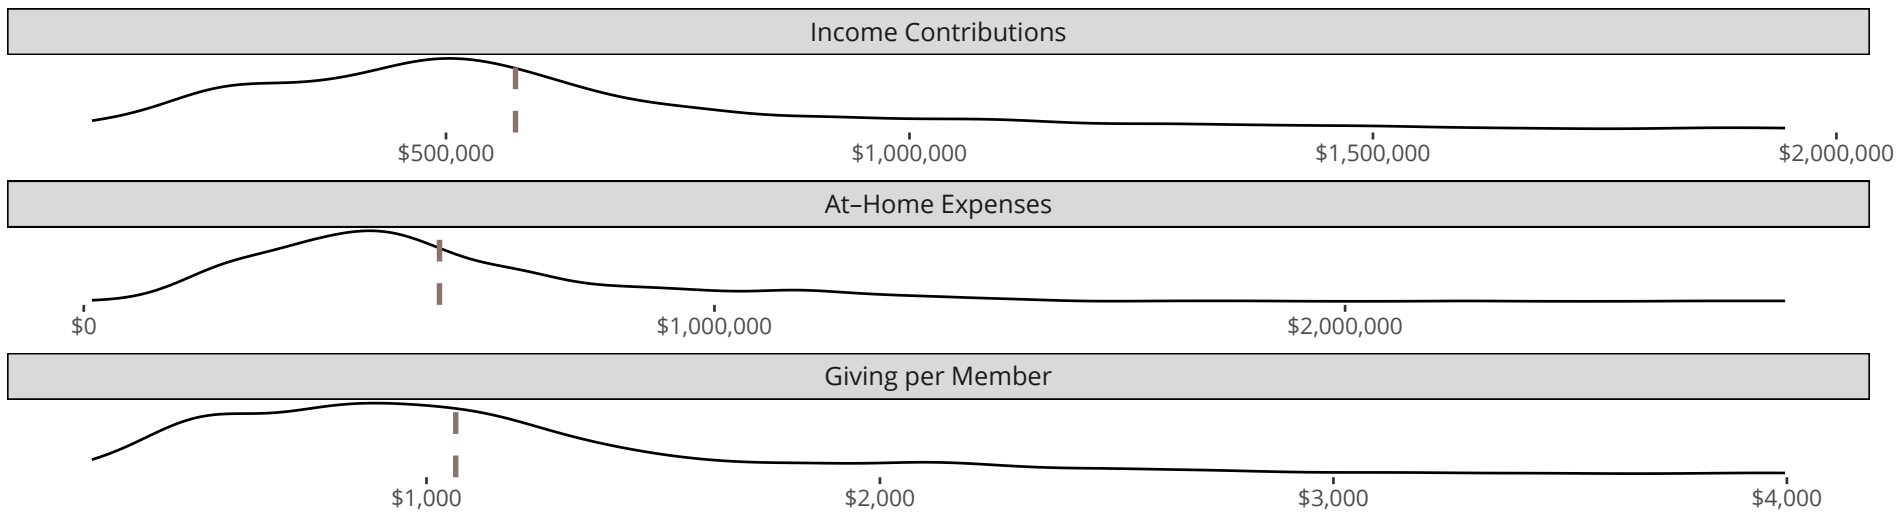 Income Contributions
$500,000 $1,000,000 $1,500,000 $2,000,000
At–Home Expenses
$0 $1,000,000 $2,000,000
Giving per Member
$1,000 $2,000 $3,000 $4,000